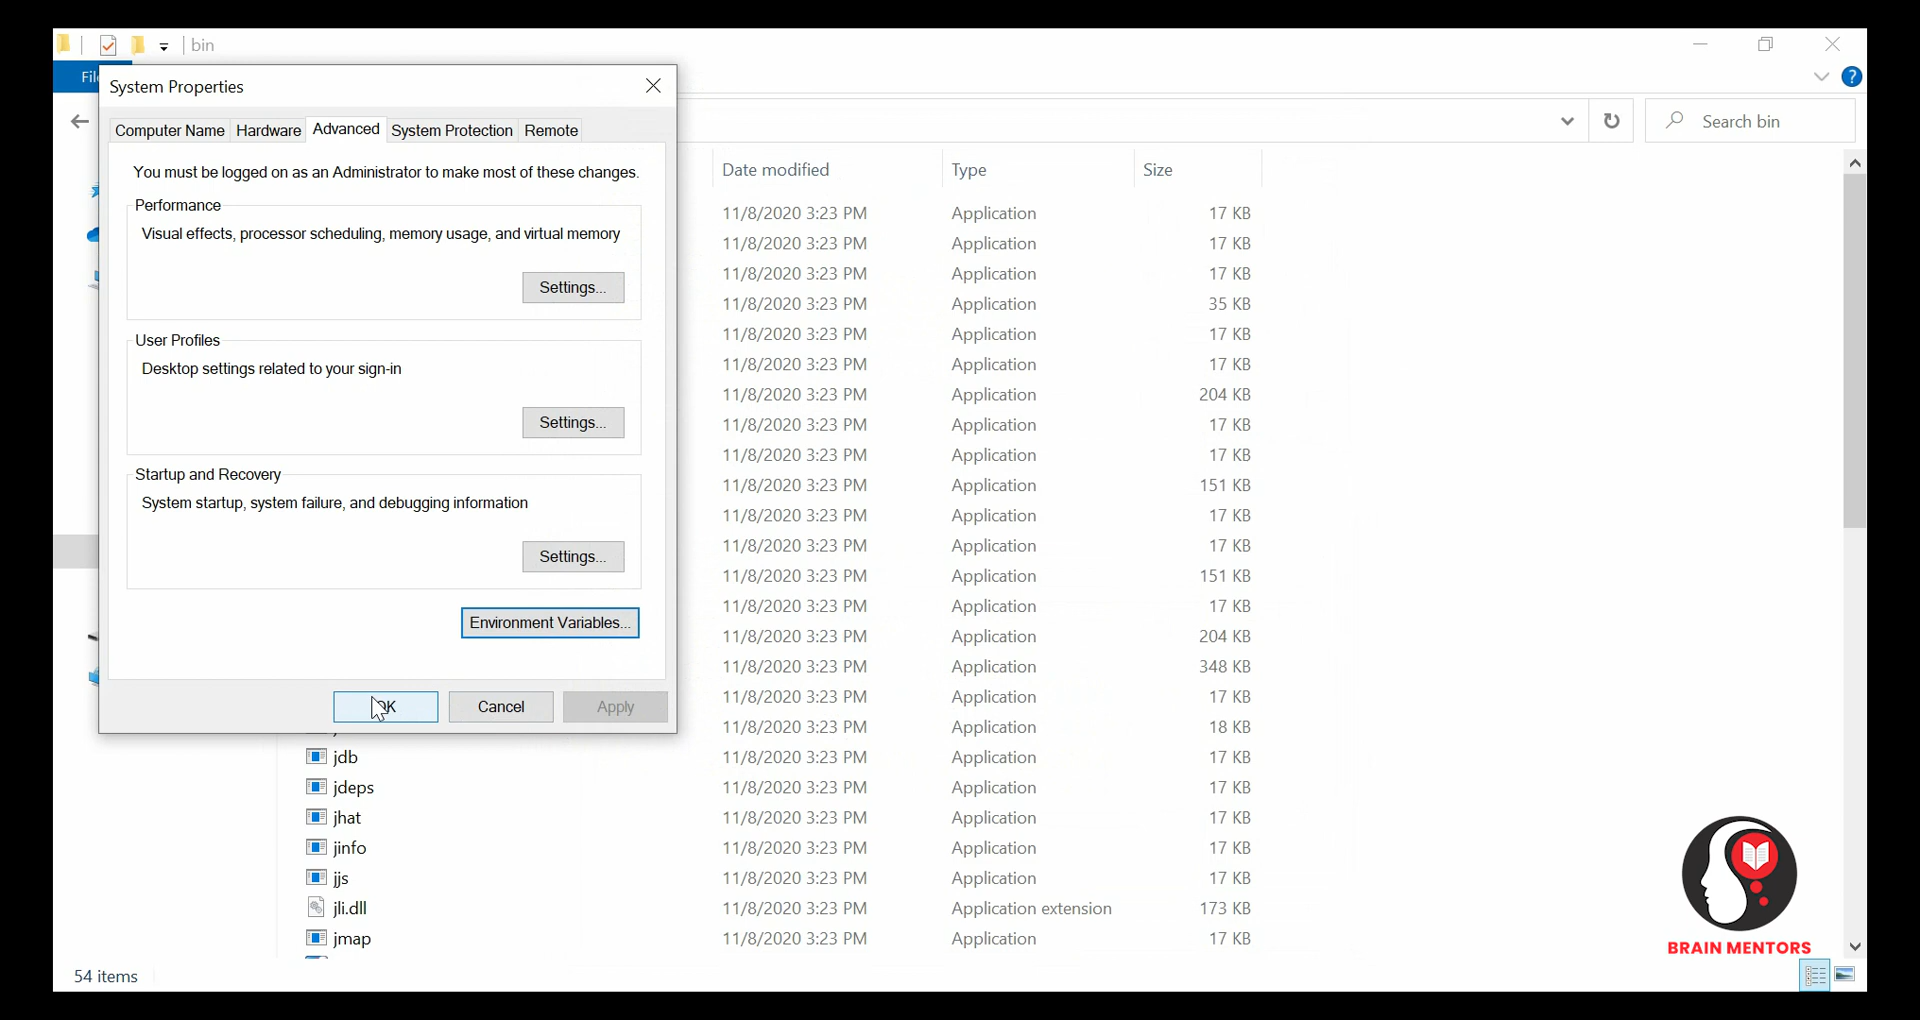 bin
File
System Properties
Computer Name Hardware Advanced System Protection Remote
Search bin
You must be logged on as an Administrator to make most of these changes.
Performance
Visual effects, processor scheduling, memory usage, and virtual memory
Settings...
User Profiles
Desktop settings related to your sign-in
Settings...
Startup and Recovery
System startup, system failure, and debugging information
Settings...
Environment Variables...
OK Cancel Apply
Date modified Type Size
11/8/2020 3:23 PM Application 17 KB
11/8/2020 3:23 PM Application 17 KB
11/8/2020 3:23 PM Application 17 KB
11/8/2020 3:23 PM Application 35 KB
11/8/2020 3:23 PM Application 17 KB
11/8/2020 3:23 PM Application 17 KB
11/8/2020 3:23 PM Application 204 KB
11/8/2020 3:23 PM Application 17 KB
11/8/2020 3:23 PM Application 17 KB
11/8/2020 3:23 PM Application 151 KB
11/8/2020 3:23 PM Application 17 KB
11/8/2020 3:23 PM Application 17 KB
11/8/2020 3:23 PM Application 151 KB
11/8/2020 3:23 PM Application 17 KB
11/8/2020 3:23 PM Application 204 KB
11/8/2020 3:23 PM Application 348 KB
11/8/2020 3:23 PM Application 17 KB
11/8/2020 3:23 PM Application 18 KB
jdb 11/8/2020 3:23 PM Application 17 KB
jdeps 11/8/2020 3:23 PM Application 17 KB
jhat 11/8/2020 3:23 PM Application 17 KB
jinfo 11/8/2020 3:23 PM Application 17 KB
jjs 11/8/2020 3:23 PM Application 17 KB
jli.dll 11/8/2020 3:23 PM Application extension 173 KB
jmap 11/8/2020 3:23 PM Application 17 KB
BRAIN MENTORS
54 items